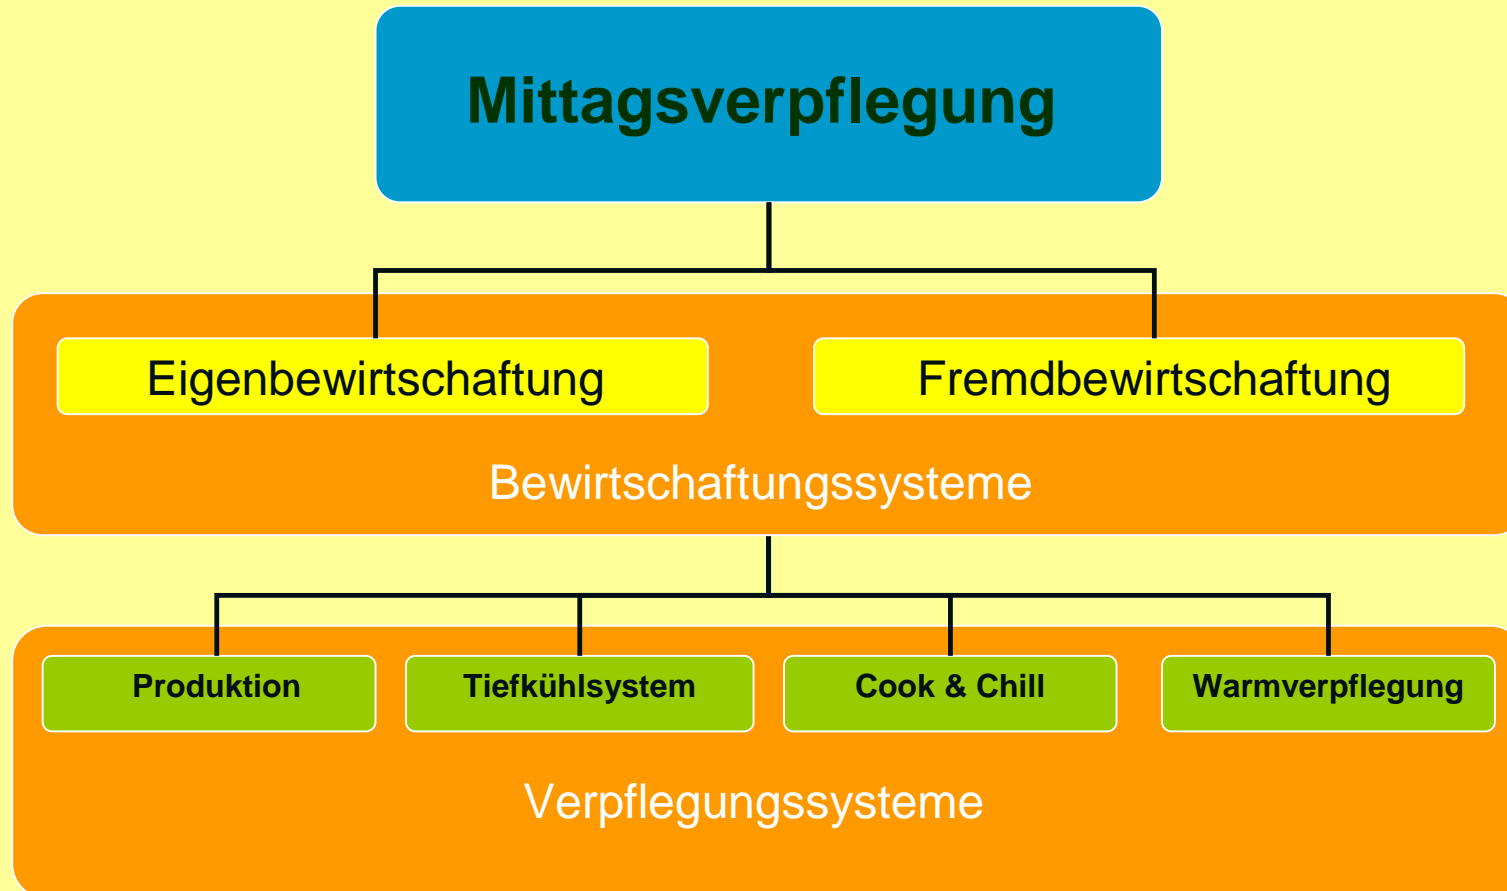 Mittagsverpflegung
Eigenbewirtschaftung
Fremdbewirtschaftung
Bewirtschaftungssysteme
Produktion
Tiefkühlsystem
Cook & Chill
Warmverpflegung
Verpflegungssysteme